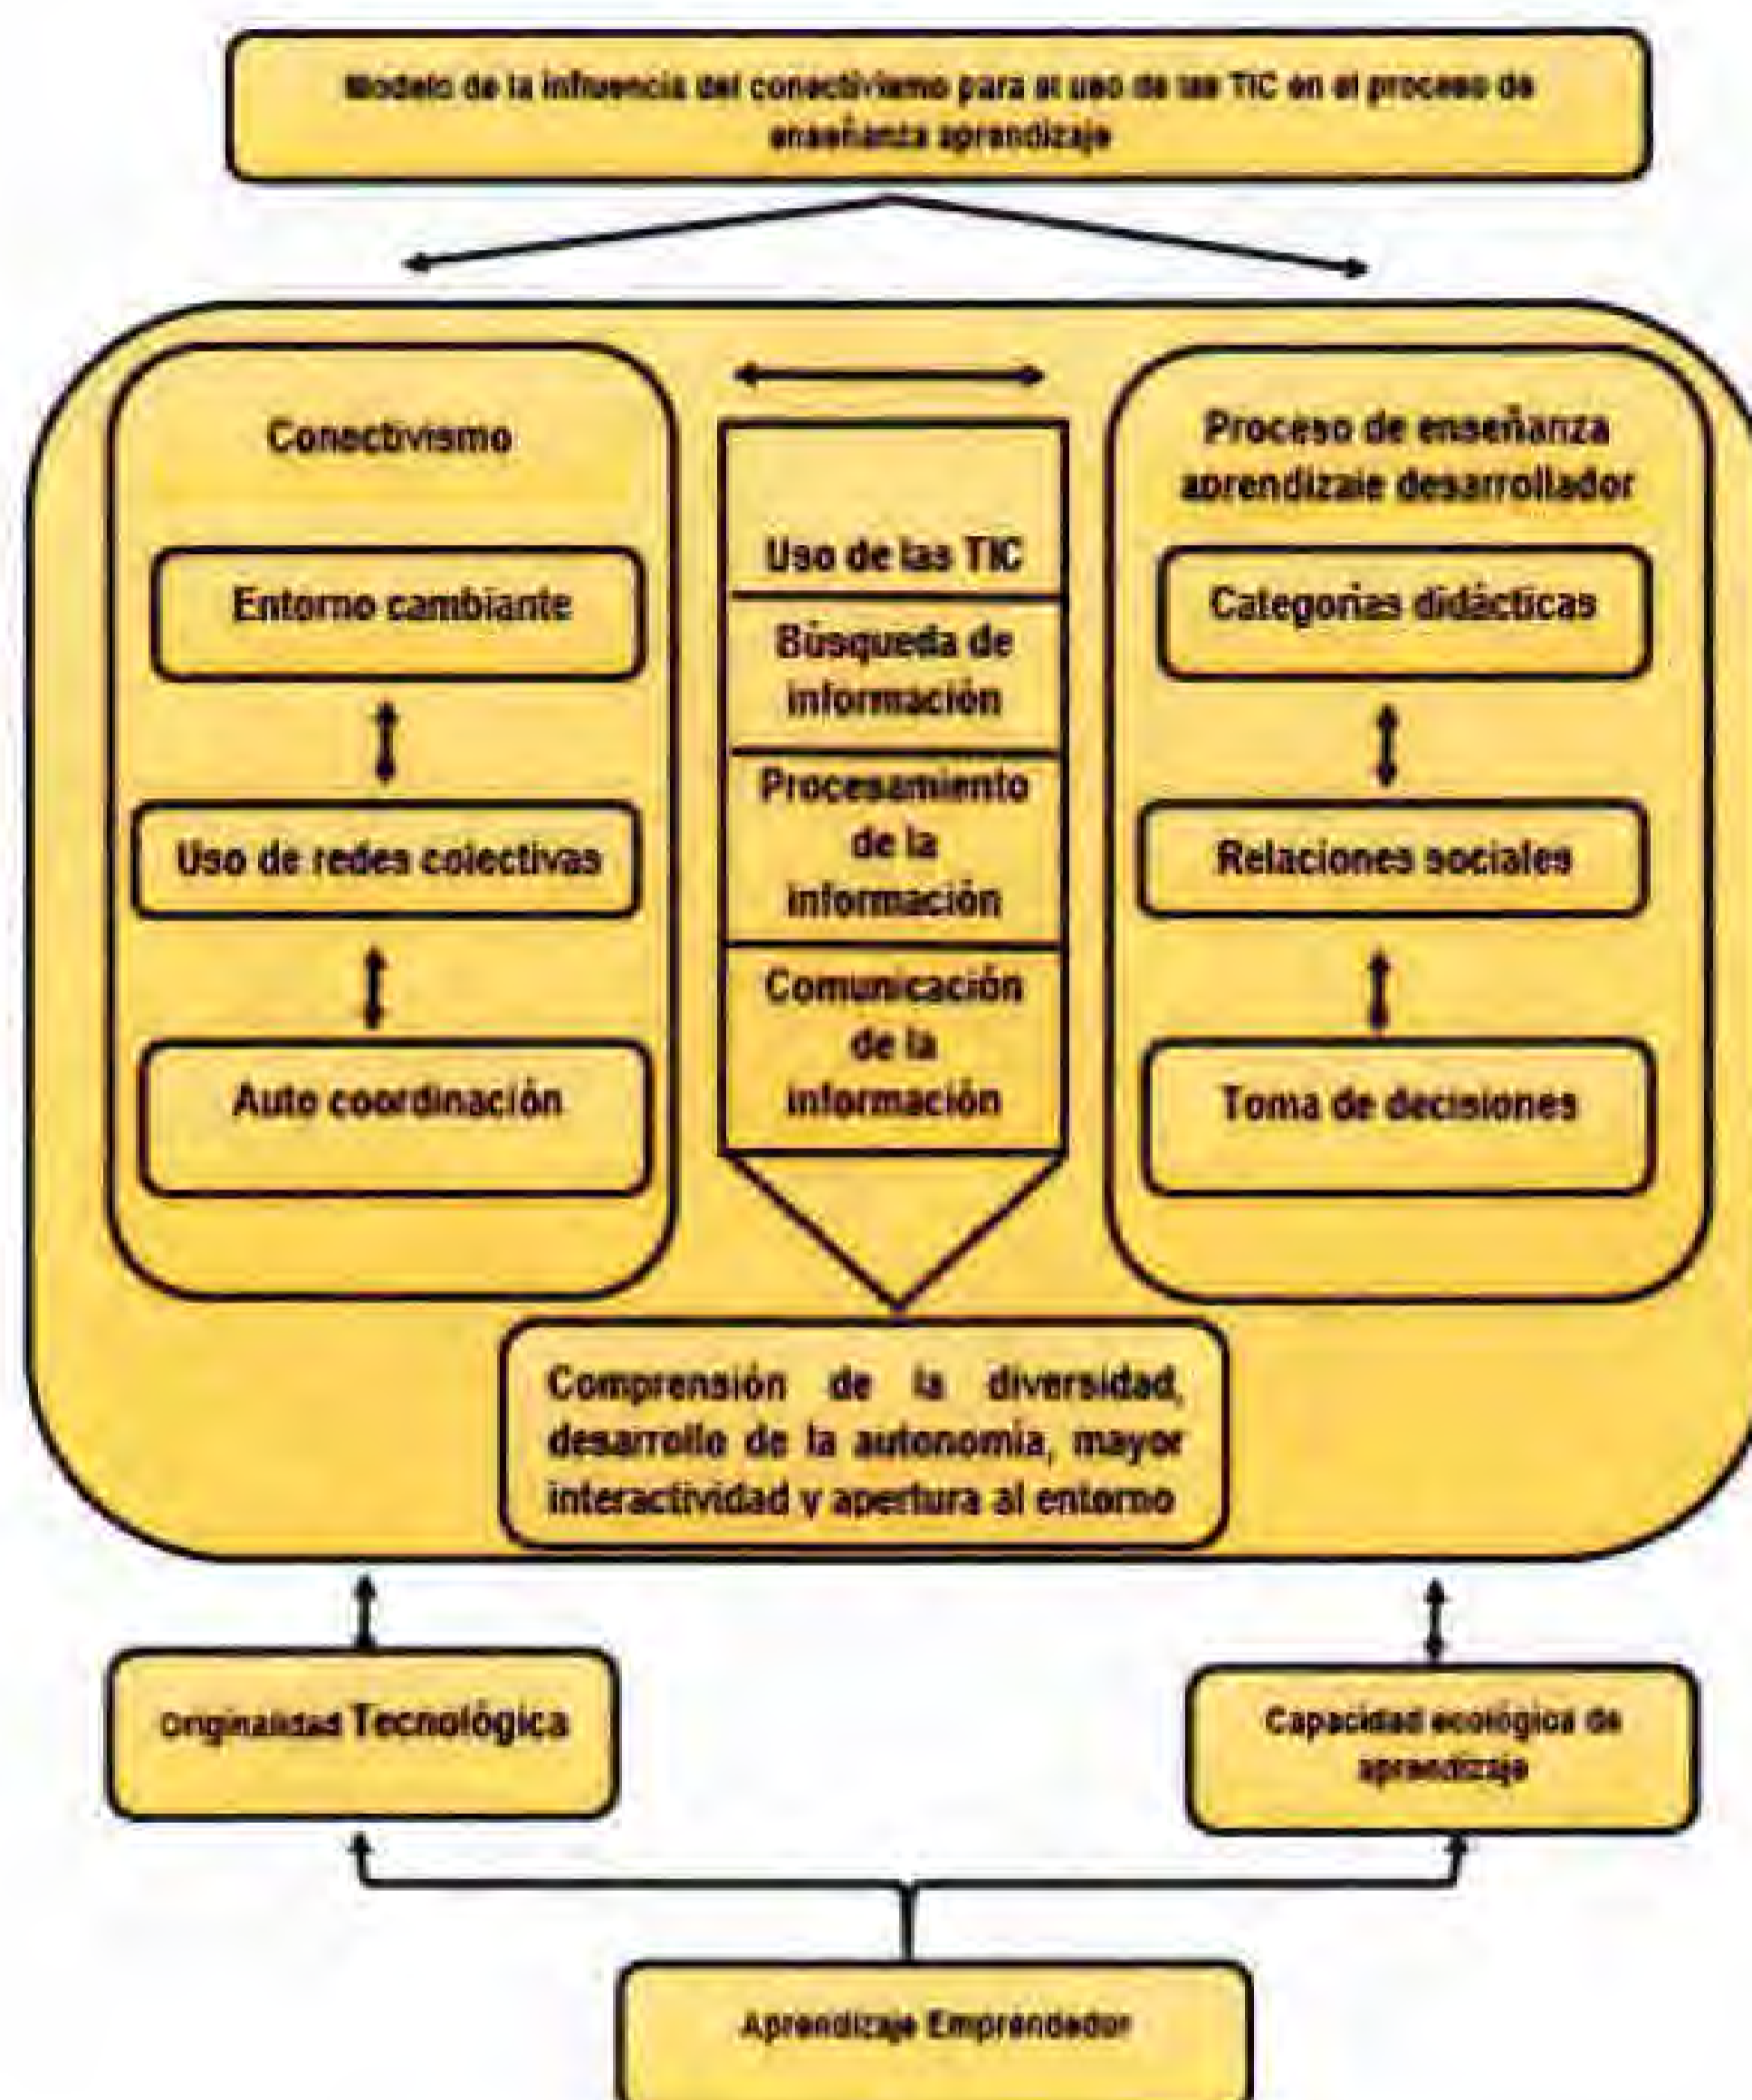 Modelo de la influencia del conectivismo para el uso de las TIC en el proceso de
enseñanza aprendizaje
Conectivismo
Entorno cambiante
Uso de redes colectivas
Auto coordinación
Uso de las TIC
Búsqueda de
información
Procesamiento
de la
información
Comunicación
de la
información
Proceso de enseñanza
aprendizaje desarrollador
Categorías didácticas
Relaciones sociales
Toma de decisiones
Comprensión de la diversidad,
desarrollo de la autonomía, mayor
interactividad y apertura al entorno
Originalidad Tecnológica
Capacidad ecológica de
aprendizaje
Aprendizaje Emprendedor